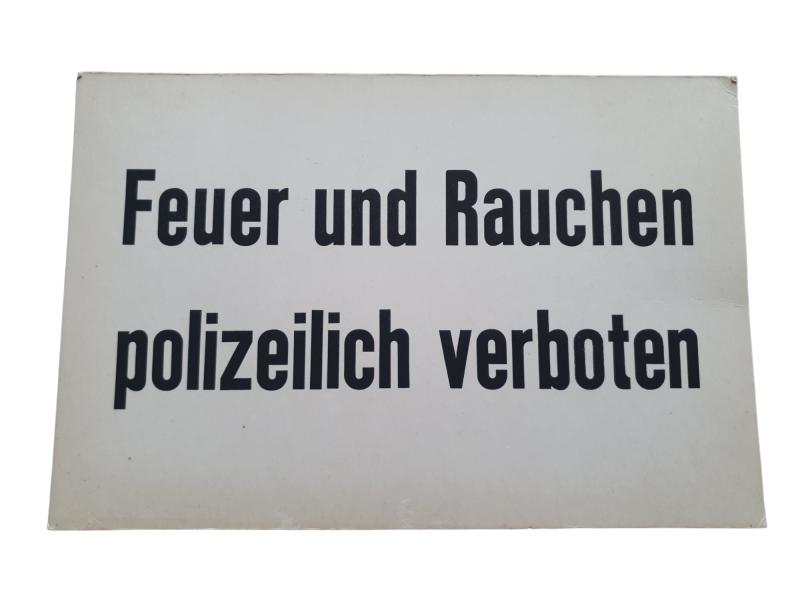 Feuer und Rauchen
polizeilich verboten